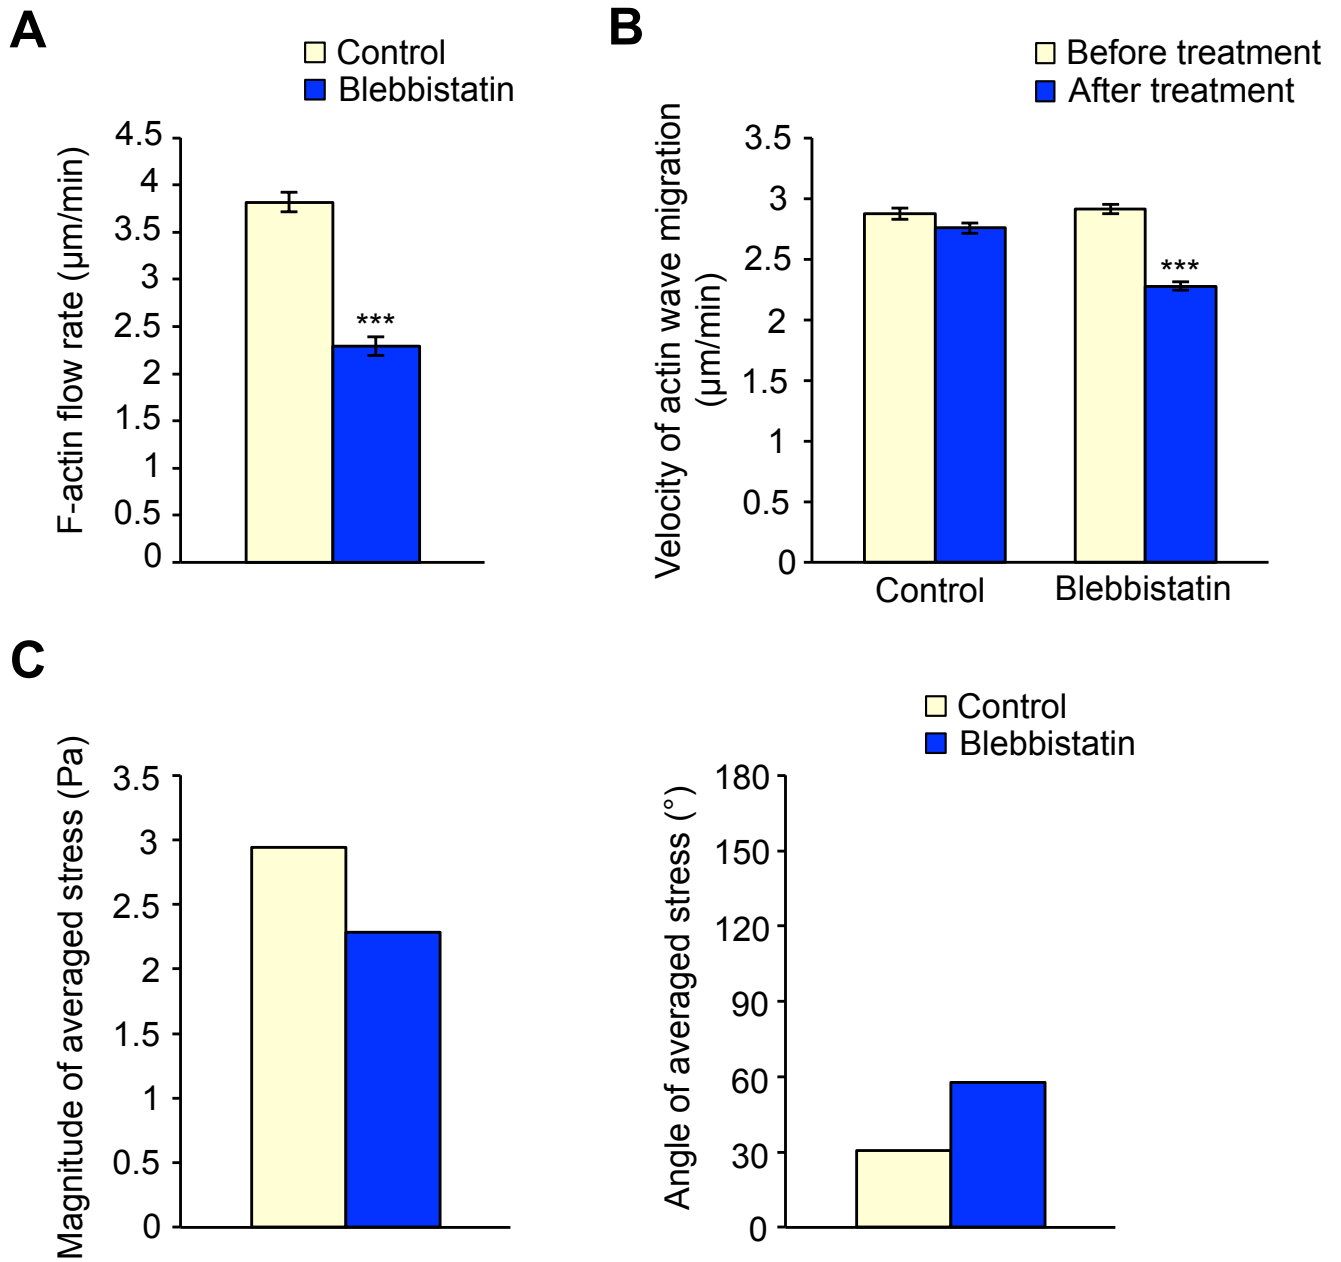 A
Control
Blebbistatin
F-actin flow rate (μm/min)
4.5
4
3.5
3
2.5
2
1.5
1
0.5
0
***
B
Before treatment
After treatment
Velocity of actin wave migration
(μm/min)
3.5
3
2.5
2
1.5
1
0.5
0
***
Control
Blebbistatin
C
Magnitude of averaged stress (Pa)
3.5
3
2.5
2
1.5
1
0.5
0
Control
Blebbistatin
Angle of averaged stress (°)
180
150
120
90
60
30
0